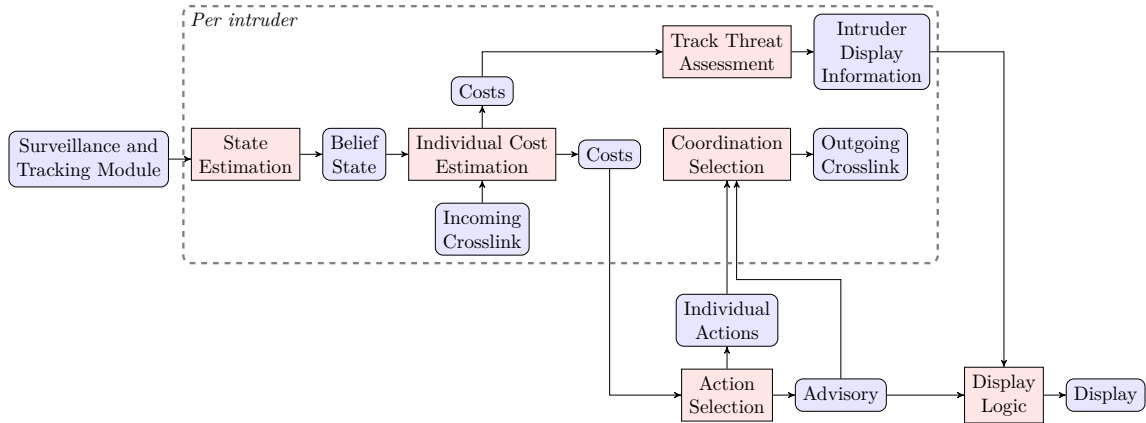 Per intruder
Track Threat
Assessment
Intruder
Display
Information
Costs
Surveillance and
Tracking Module
State
Estimation
Belief
State
Individual Cost
Estimation
Costs
Coordination
Selection
Outgoing
Crosslink
Incoming
Crosslink
Individual
Actions
Action
Selection
Advisory
Display
Logic
Display